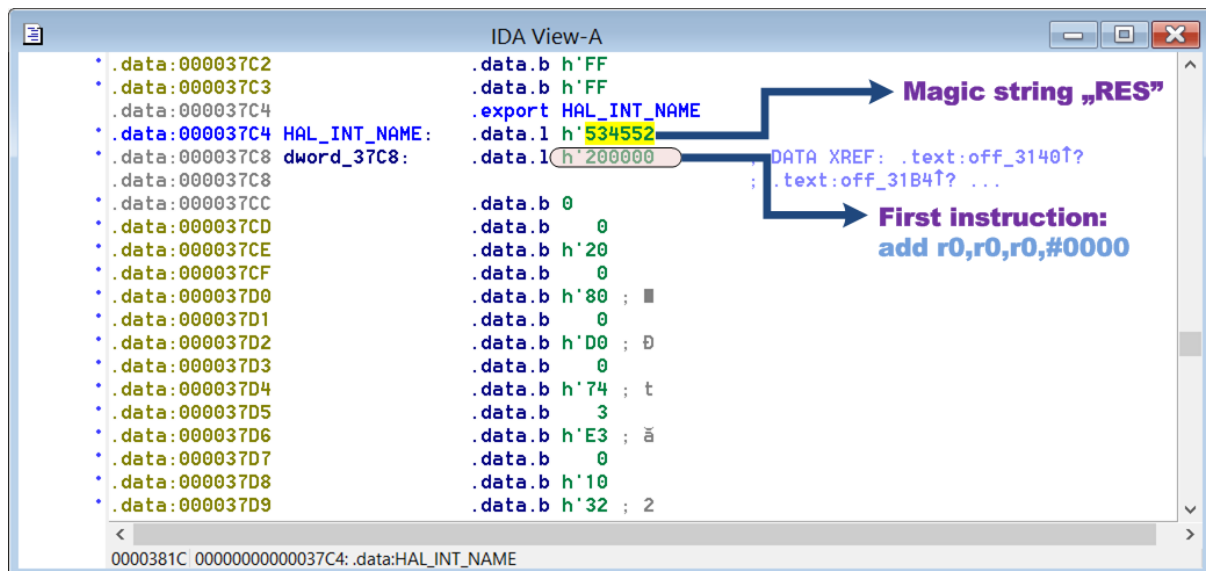 IDA View-A
.data:000037C2 .data.b h'FF
.data:000037C3 .data.b h'FF
.data:000037C4 .export HAL_INT_NAME
.data:000037C4 HAL_INT_NAME: .data.l h'534552
.data:000037C8 dword_37C8: .data.l h'200000 ; DATA XREF: .text:off_3140↑?
.data:000037C8 ; .text:off_31B4↑? ...
.data:000037CC .data.b 0
.data:000037CD .data.b 0
.data:000037CE .data.b h'20
.data:000037CF .data.b 0
.data:000037D0 .data.b h'80 ; ■
.data:000037D1 .data.b 0
.data:000037D2 .data.b h'D0 ; Đ
.data:000037D3 .data.b 0
.data:000037D4 .data.b h'74 ; t
.data:000037D5 .data.b 3
.data:000037D6 .data.b h'E3 ; ă
.data:000037D7 .data.b 0
.data:000037D8 .data.b h'10
.data:000037D9 .data.b h'32 ; 2
Magic string „RES”
First instruction:
add r0,r0,r0,#0000
0000381C 00000000000037C4: .data:HAL_INT_NAME